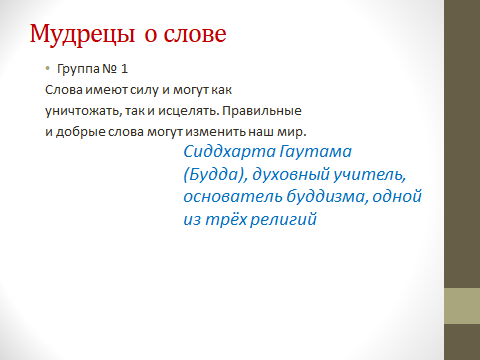 Мудрецы о слове
• Группа № 1
Слова имеют силу и могут как
уничтожать, так и исцелять. Правильные
и добрые слова могут изменить наш мир.
Сиддхарта Гаутама
(Будда), духовный учитель,
основатель буддизма, одной
из трёх религий